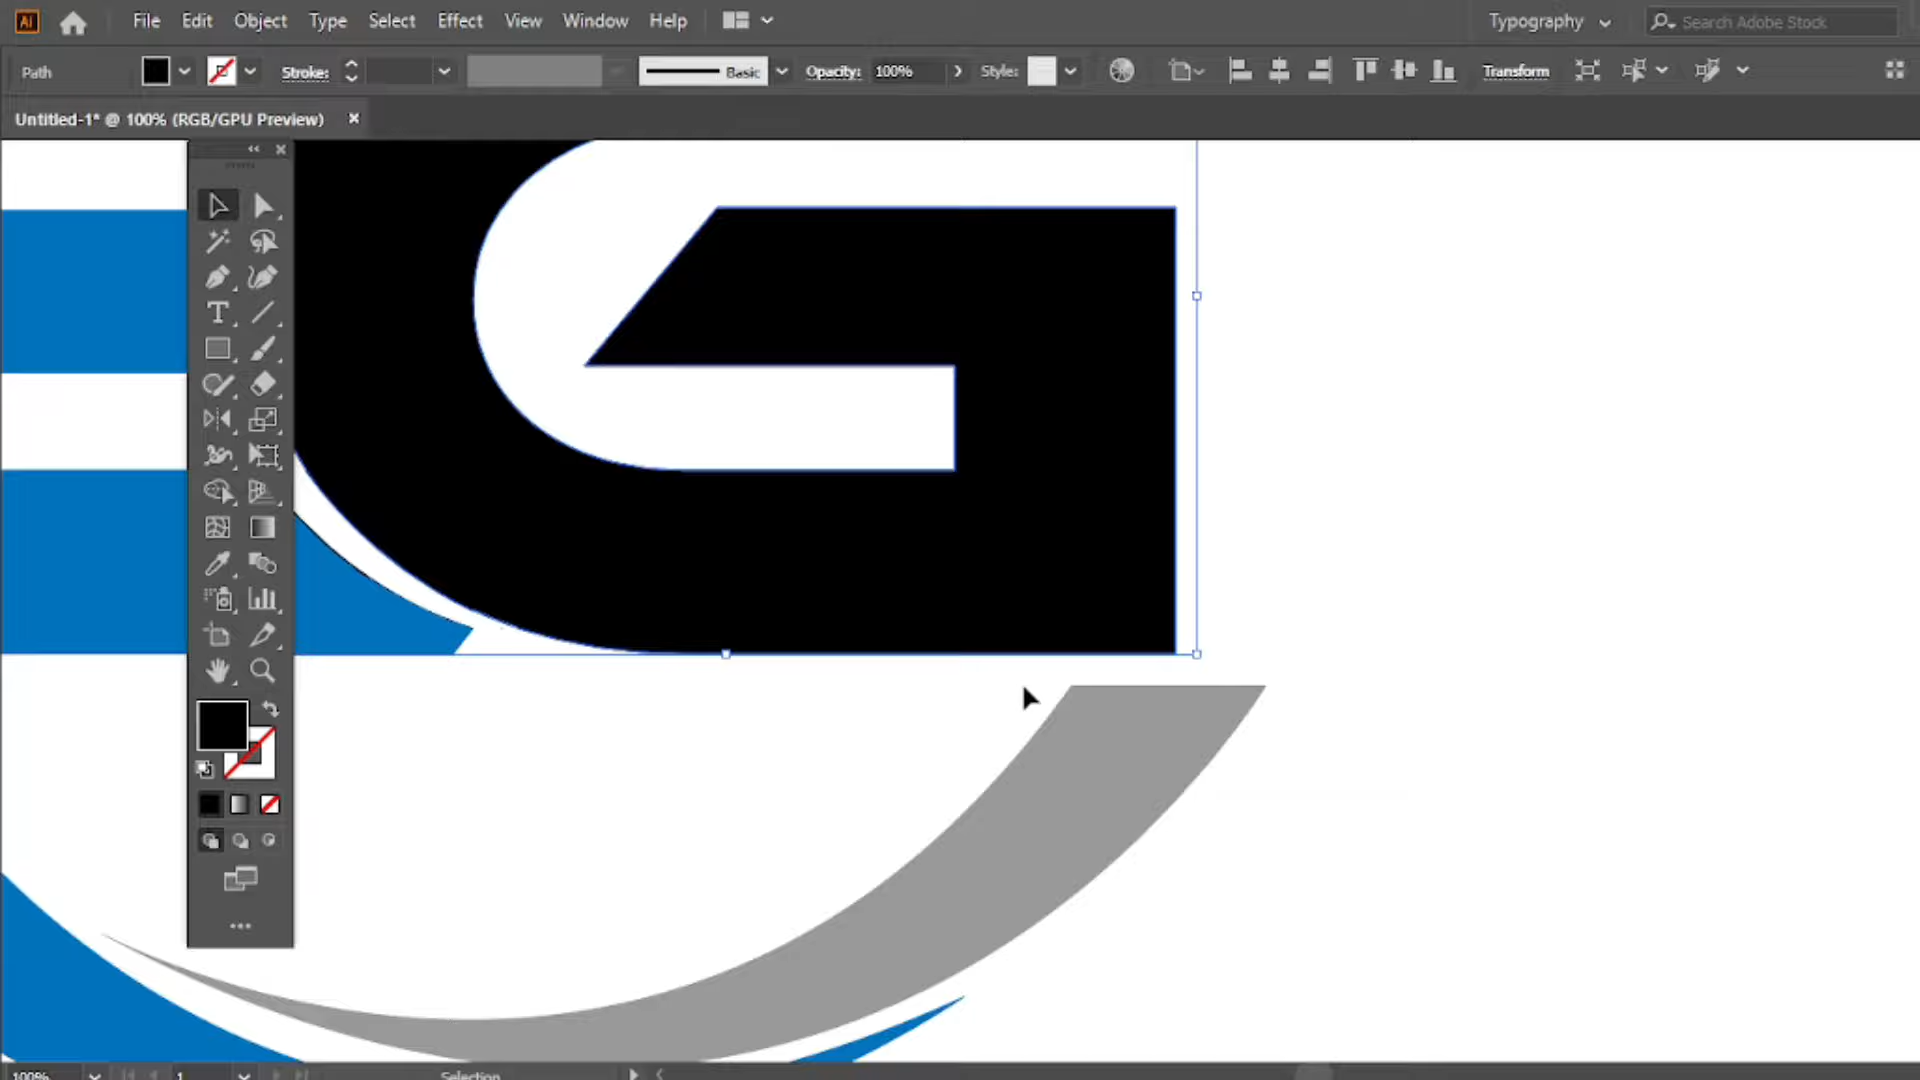 Ai File Edit Object Type Select Effect View Window Help Typography Search Adobe Stock
Path Stroke: Basic Opacity: 100% Style: Transform
Untitled-1* @ 100% (RGB/GPU Preview)
T
G
100% 1 Selection